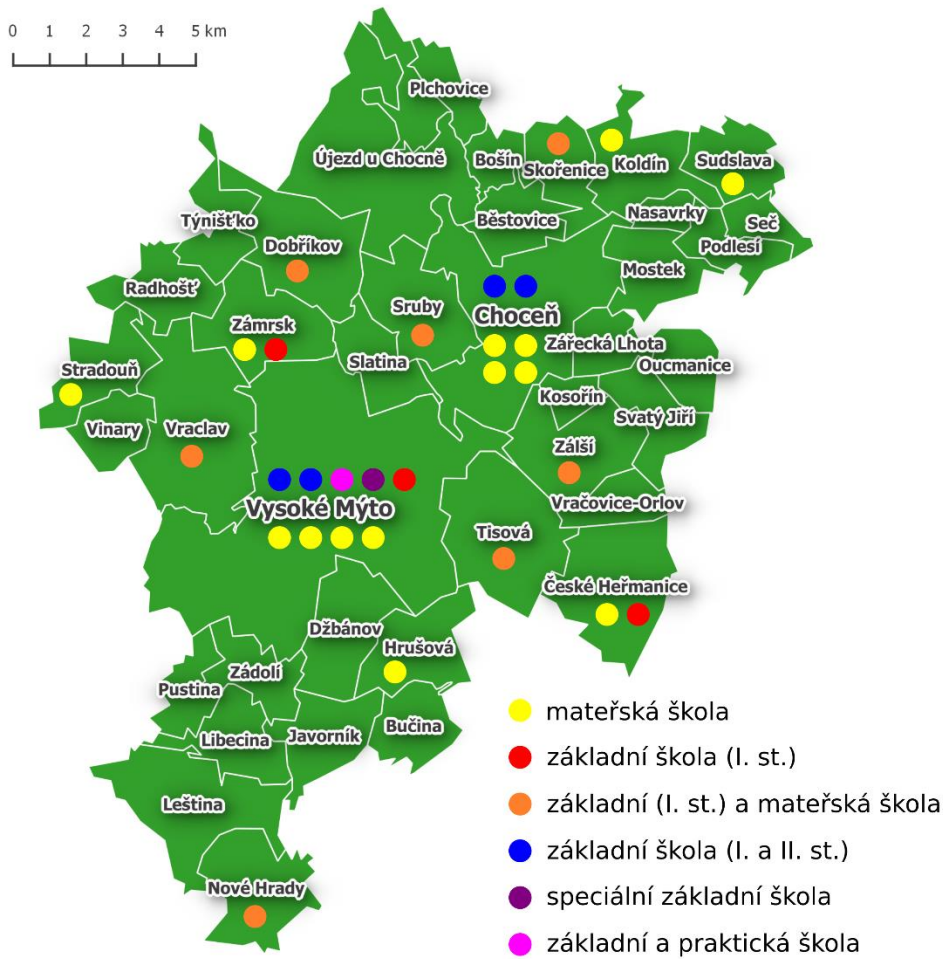 0 1 2 3 4 5 km
Plchovice
Újezd u Chocně
Bošín
Skořenice
Koldín
Sudslava
Týnišťko
Běstovice
Nasavrky
Seč
Dobříkov
Podlesí
Mostek
Radhošť
Sruby
Choceň
Zámrsk
Zářecká Lhota
Stradouň
Slatina
Oucmanice
Kosořín
Svatý Jiří
Vinary
Vraclav
Zálší
Vysoké Mýto
Vračovice-Orlov
Tisová
České Heřmanice
Džbánov
Hrušová
Zádolí
Pustina
Bučina
Libecina
Javorník
Leština
Nové Hrady
mateřská škola
základní škola (I. st.)
základní (I. st.) a mateřská škola
základní škola (I. a II. st.)
speciální základní škola
základní a praktická škola